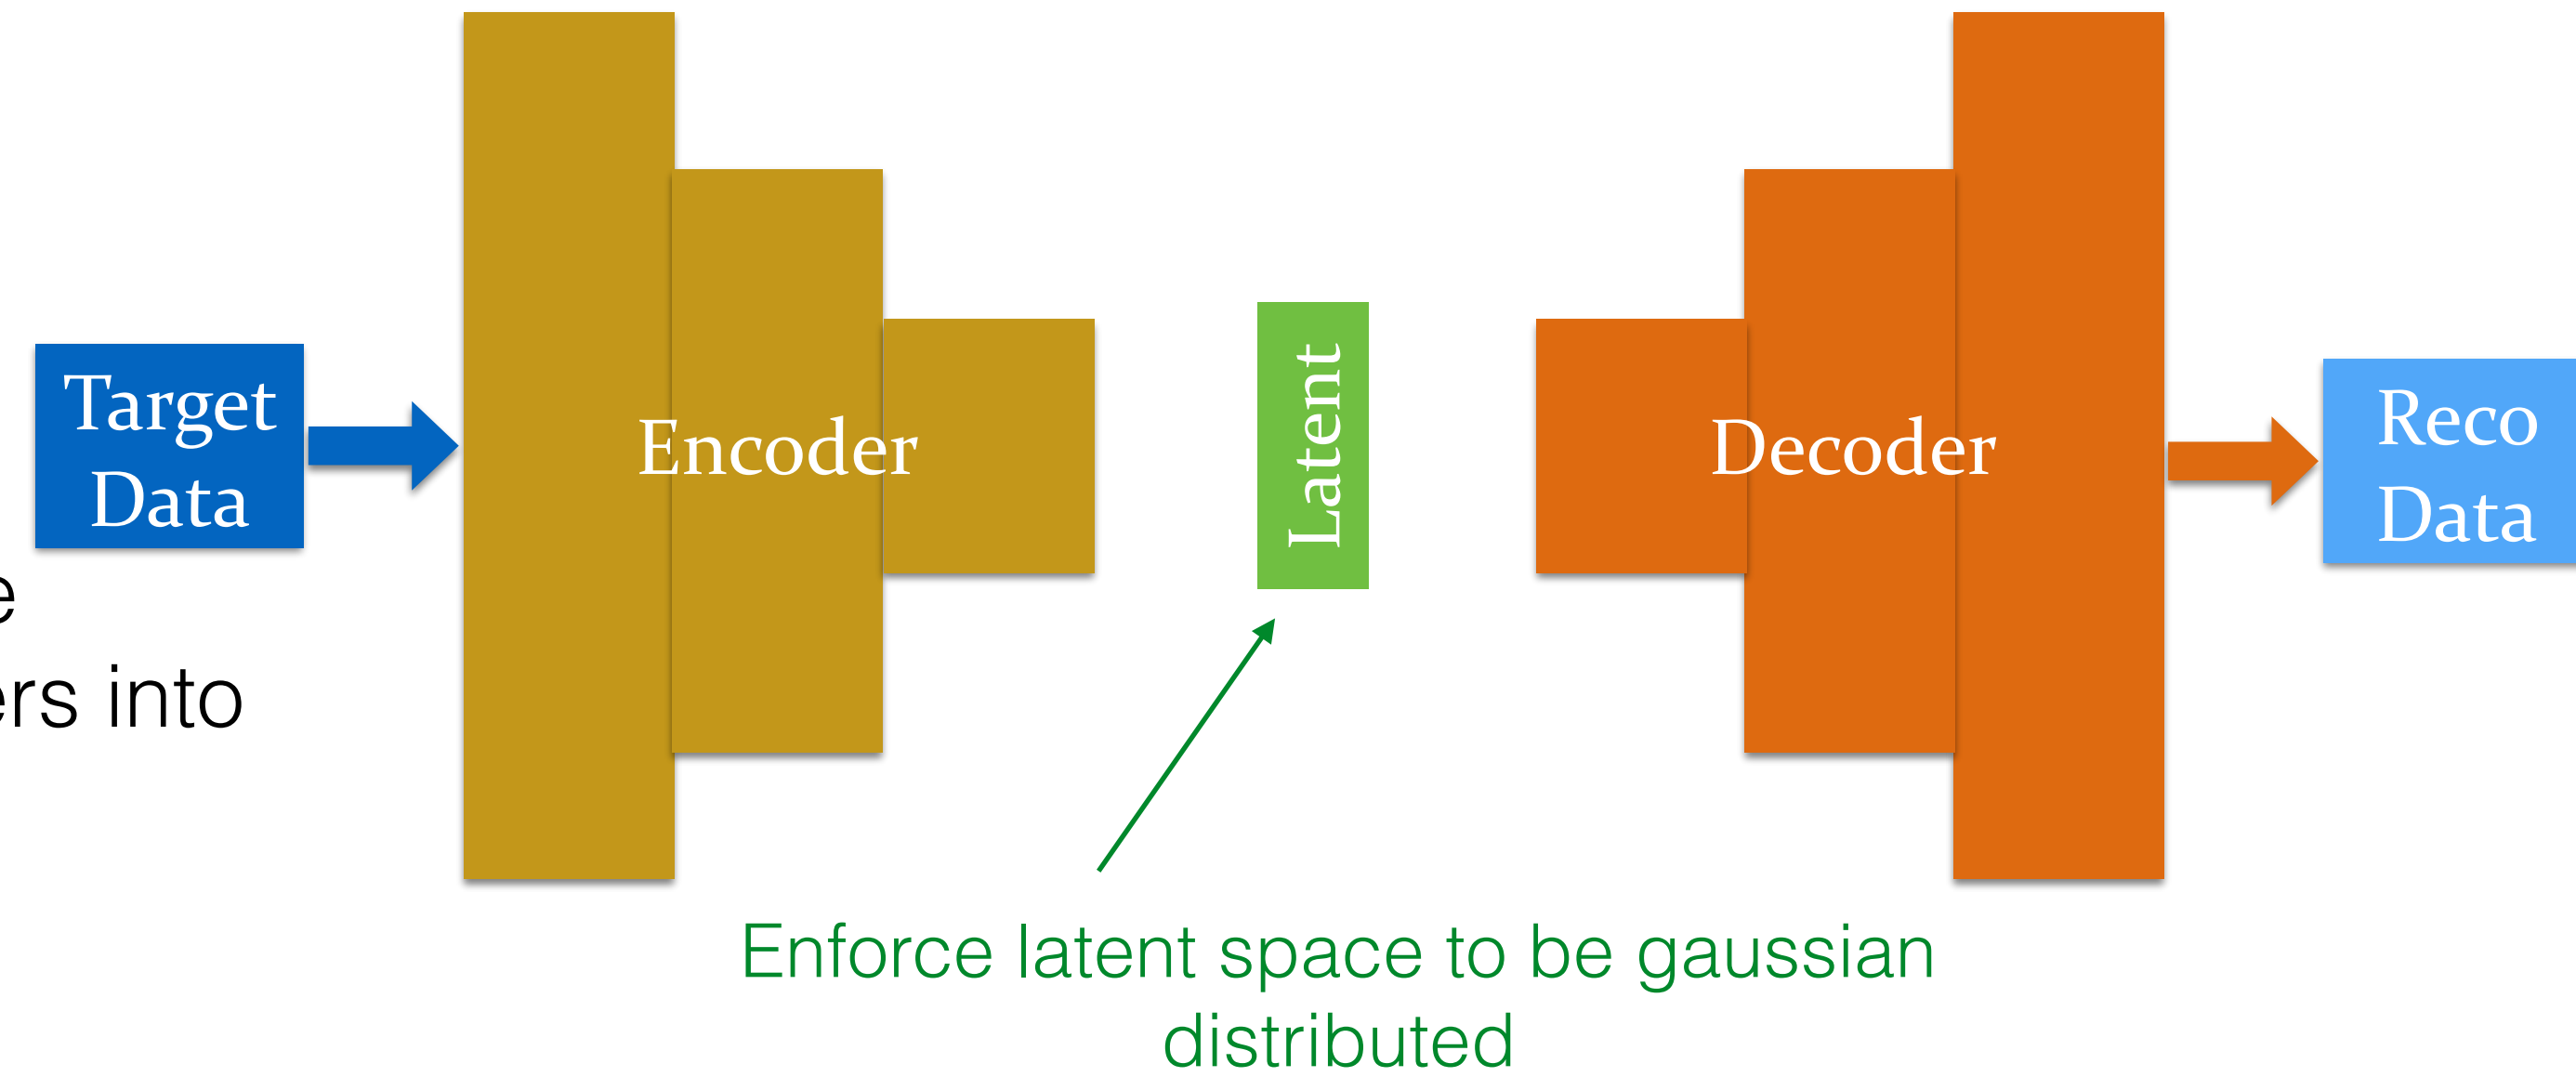 Target
Data
Encoder
Latent
Decoder
Reco
Data
e
ers into
Enforce latent space to be gaussian
distributed